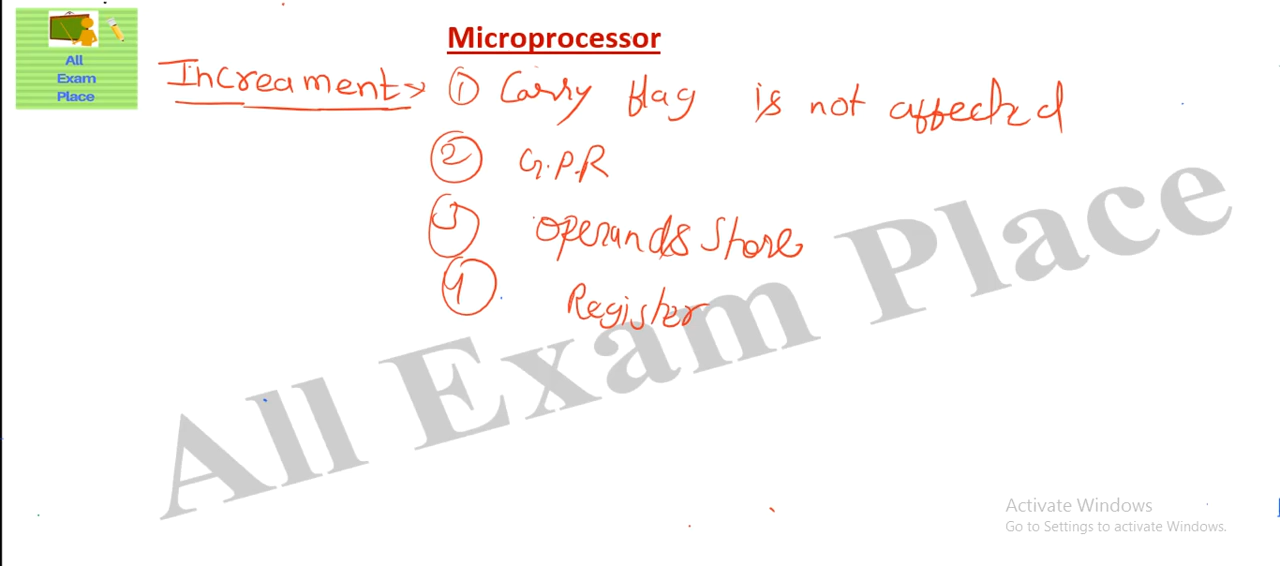 All
Exam
Place
Microprocessor
Increament → ① Carry flag is not affected
② G.P.R
③ Operands Store
④ Register
All Exam Place
Activate Windows
Go to Settings to activate Windows.